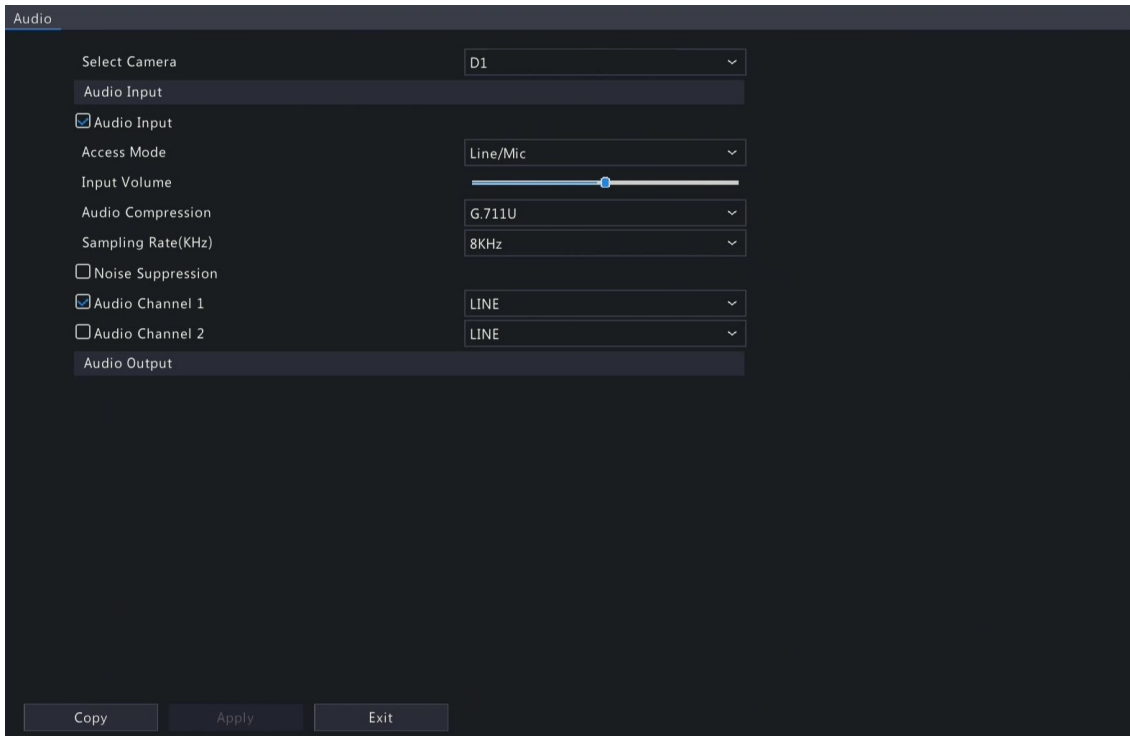 Audio
Select Camera D1
Audio Input
Audio Input
Access Mode Line/Mic
Input Volume
Audio Compression G.711U
Sampling Rate(KHz) 8KHz
Noise Suppression
Audio Channel 1 LINE
Audio Channel 2 LINE
Audio Output
Copy Apply Exit